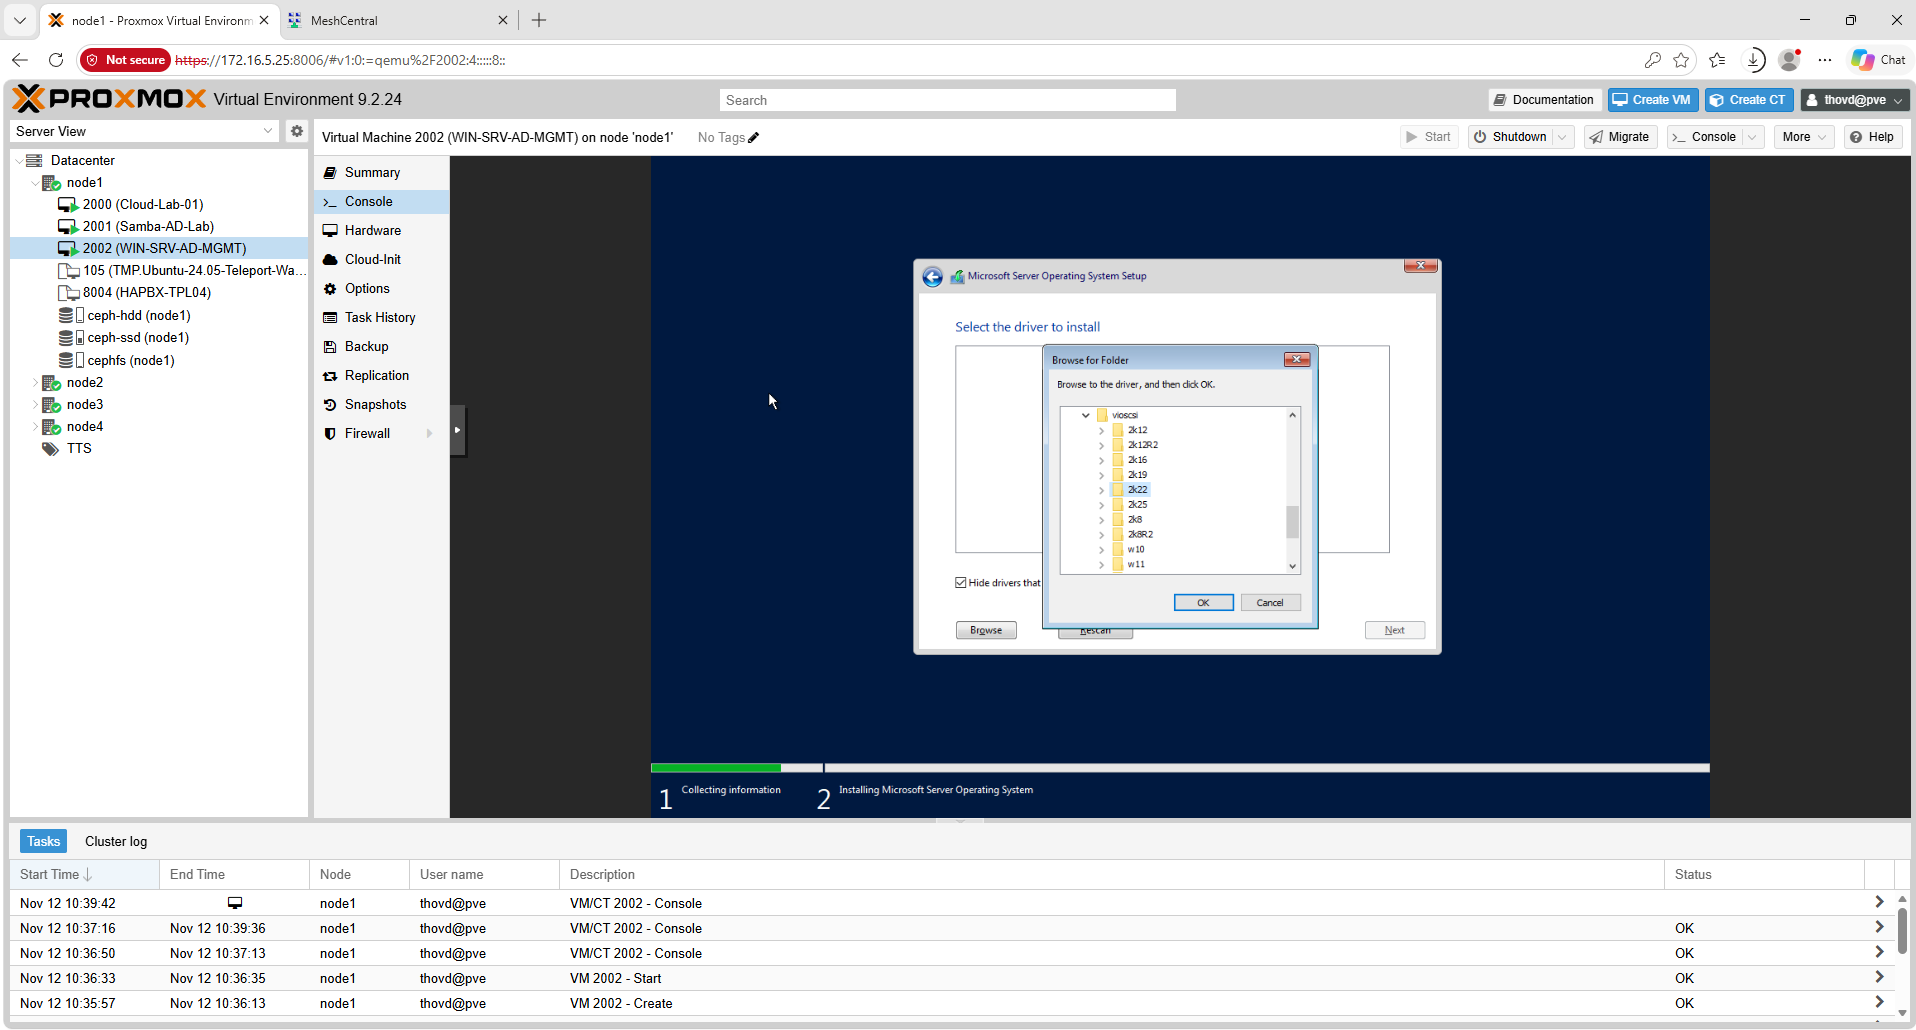 node1 - Proxmox Virtual Environm
MeshCentral
Not secure
https://172.16.5.25:8006/#v1:0:=qemu%2F2002:4:::::8::
Chat
PROXMOX Virtual Environment 9.2.24
Search
Documentation
Create VM
Create CT
thovd@pve
Server View
Virtual Machine 2002 (WIN-SRV-AD-MGMT) on node 'node1'
No Tags
Start
Shutdown
Migrate
Console
More
Help
Datacenter
node1
2000 (Cloud-Lab-01)
2001 (Samba-AD-Lab)
2002 (WIN-SRV-AD-MGMT)
105 (TMP.Ubuntu-24.05-Teleport-Wa...
8004 (HAPBX-TPL04)
ceph-hdd (node1)
ceph-ssd (node1)
cephfs (node1)
node2
node3
node4
TTS
Summary
Console
Hardware
Cloud-Init
Options
Task History
Backup
Replication
Snapshots
Firewall
Microsoft Server Operating System Setup
Select the driver to install
Browse for Folder
Browse to the driver, and then click OK.
vioscsi
2k12
2k12R2
2k16
2k19
2k22
2k25
2k8
2k8R2
w10
w11
OK
Cancel
Hide drivers that
Browse
Rescan
Next
1 Collecting information
2 Installing Microsoft Server Operating System
Tasks
Cluster log
Start Time End Time Node User name Description Status
Nov 12 10:39:42 node1 thovd@pve VM/CT 2002 - Console
Nov 12 10:37:16 Nov 12 10:39:36 node1 thovd@pve VM/CT 2002 - Console OK
Nov 12 10:36:50 Nov 12 10:37:13 node1 thovd@pve VM/CT 2002 - Console OK
Nov 12 10:36:33 Nov 12 10:36:35 node1 thovd@pve VM 2002 - Start OK
Nov 12 10:35:57 Nov 12 10:36:13 node1 thovd@pve VM 2002 - Create OK